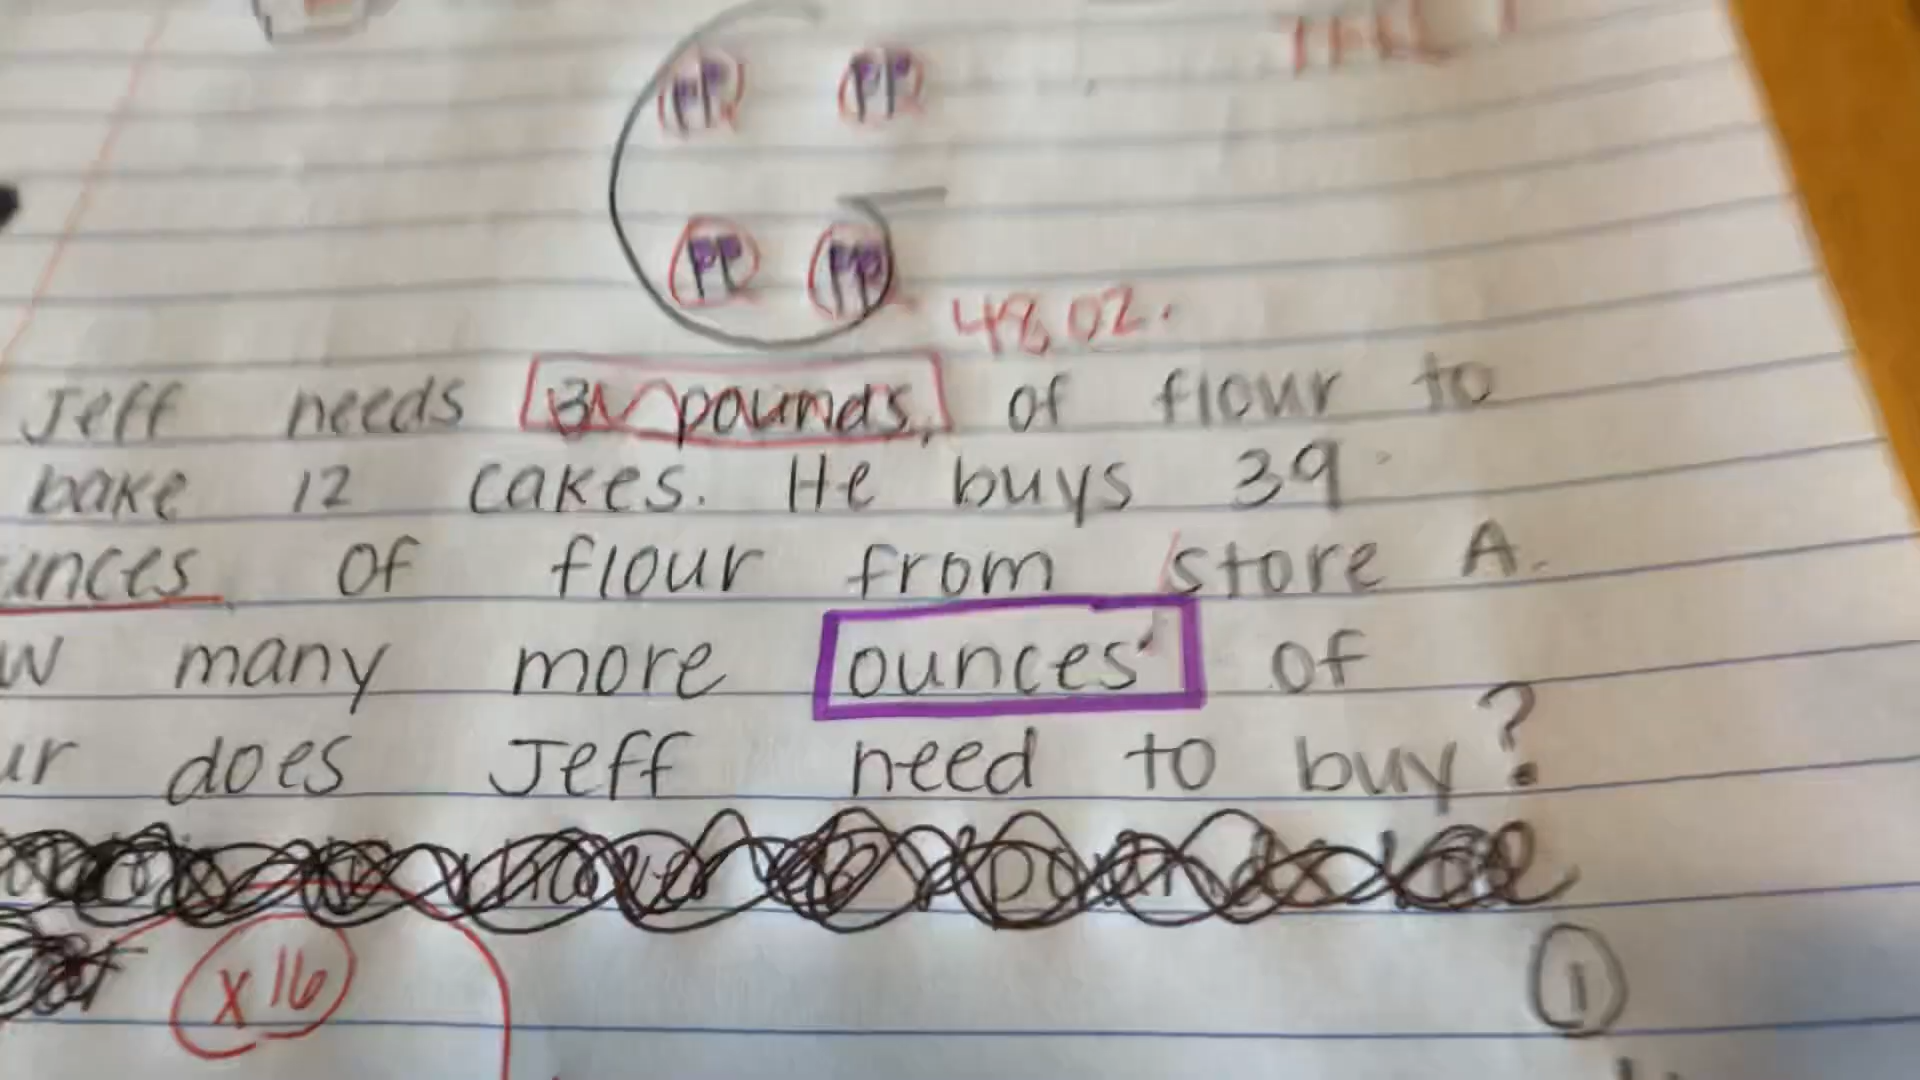 PP PP
PP PP
48 oz.
Jeff needs 3 pounds, of flour to
bake 12 cakes. He buys 39
unces of flour from store A.
w many more ounces of
ur does Jeff need to buy?
x 16
1